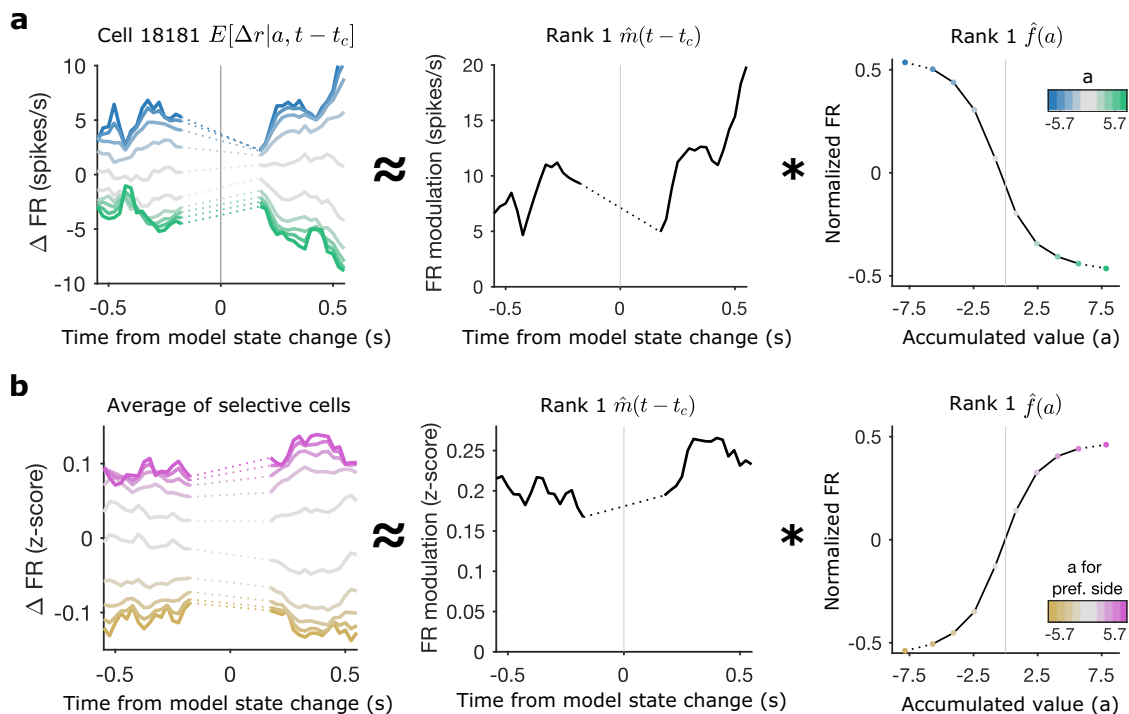 a
Cell 18181 E[Δr|a, t − t_c]
Rank 1 m̂(t − t_c)
Rank 1 f̂(a)
Δ FR (spikes/s)
10
5
0
-5
-10
-0.5
0
0.5
Time from model state change (s)
≈
FR modulation (spikes/s)
20
15
10
5
0
-0.5
0
0.5
Time from model state change (s)
*
Normalized FR
0.5
0
-0.5
-7.5
-2.5
2.5
7.5
Accumulated value (a)
a
-5.7
5.7
b
Average of selective cells
Rank 1 m̂(t − t_c)
Rank 1 f̂(a)
Δ FR (z-score)
0.1
0
-0.1
-0.5
0
0.5
Time from model state change (s)
≈
FR modulation (z-score)
0.25
0.2
0.15
0.1
0.05
0
-0.5
0
0.5
Time from model state change (s)
*
Normalized FR
0.5
0
-0.5
-7.5
-2.5
2.5
7.5
Accumulated value (a)
a for
pref. side
-5.7
5.7